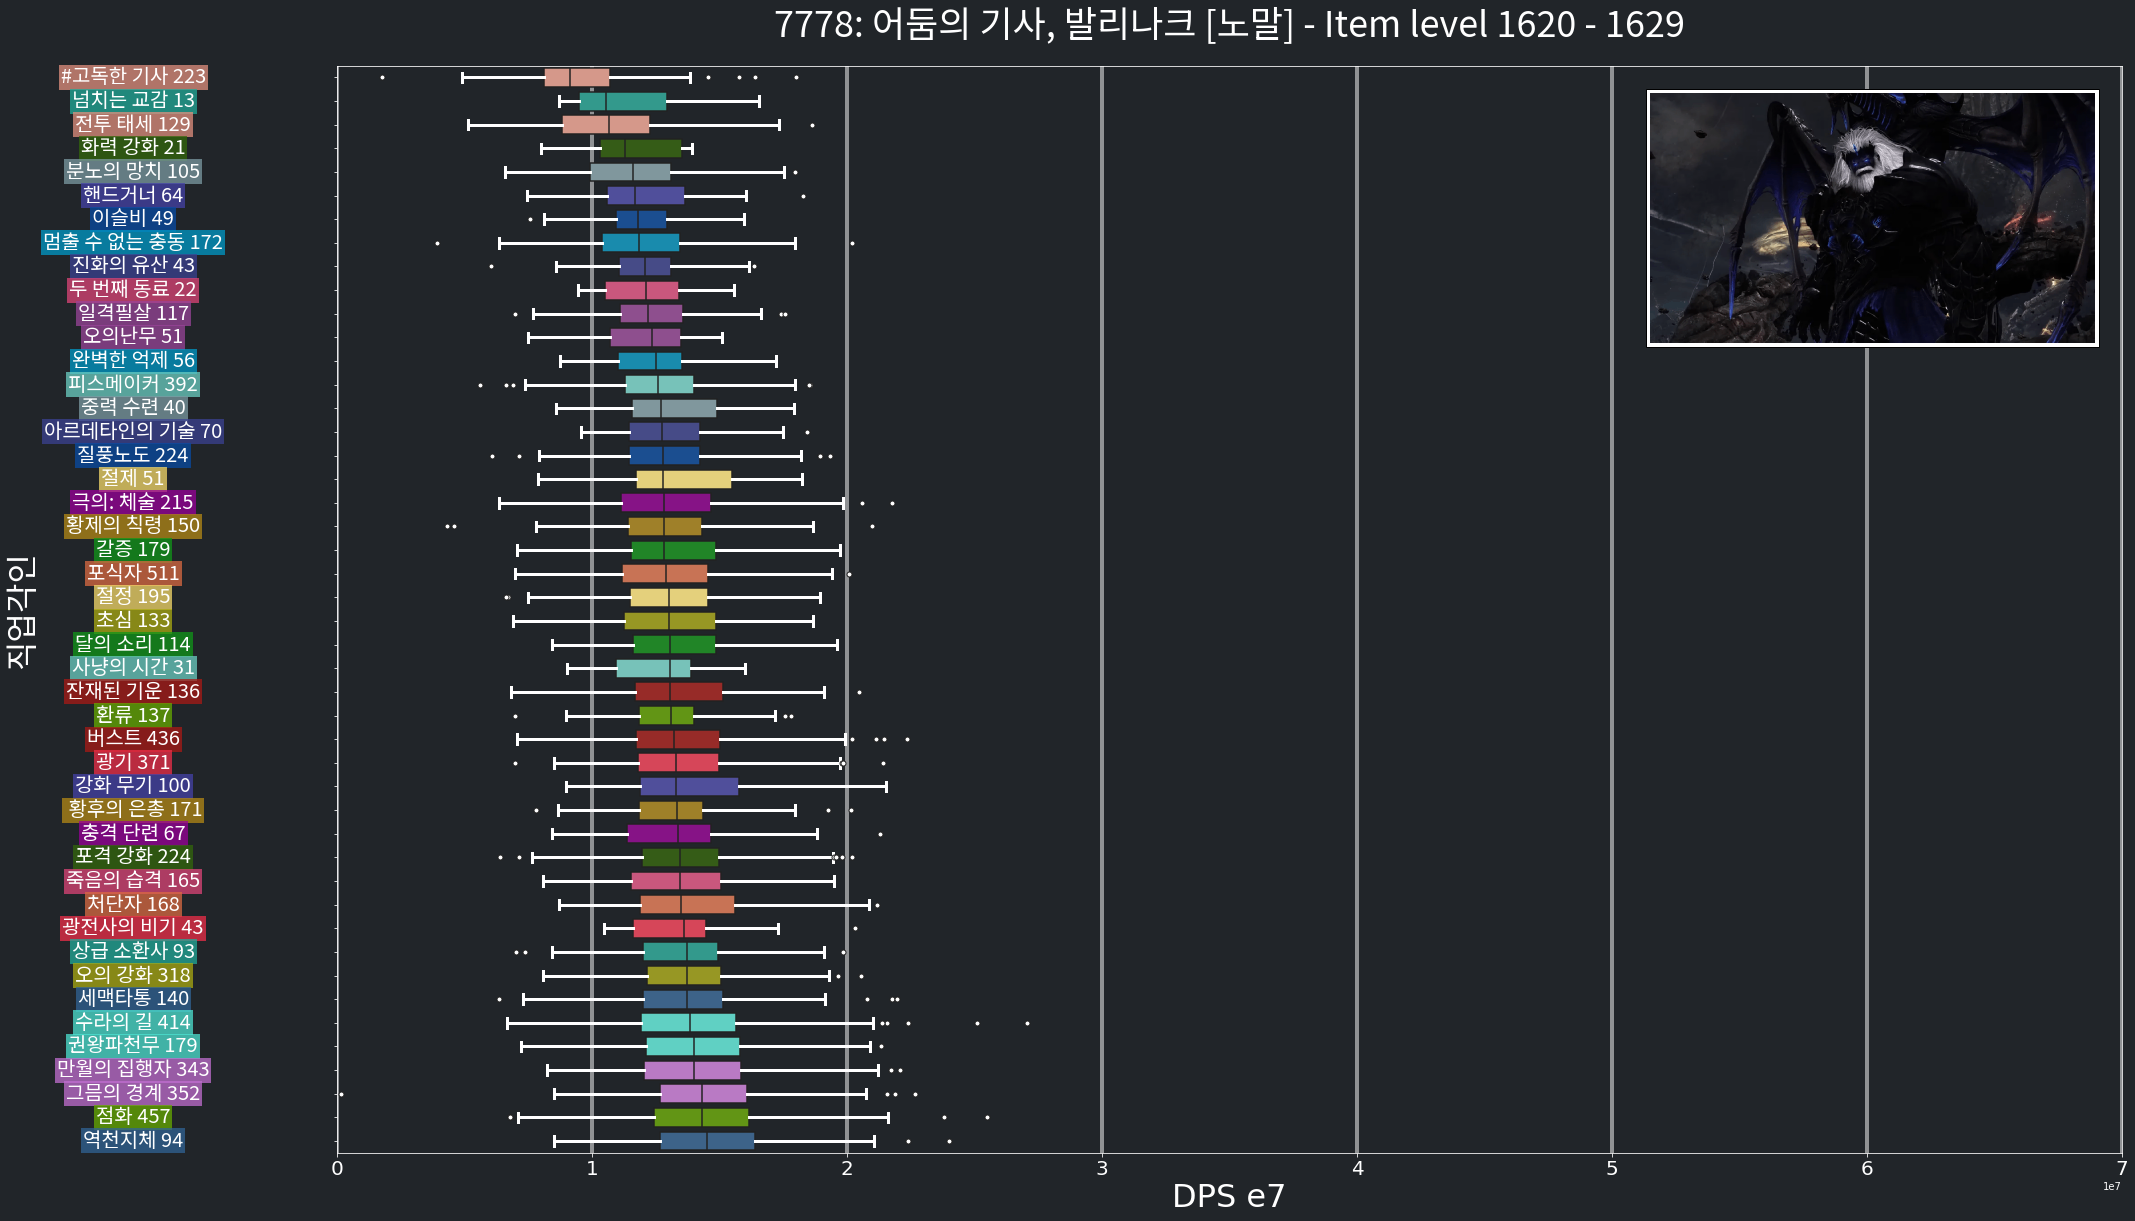 7778: 어둠의 기사, 발리나크 [노말] - Item level 1620 - 1629
#고독한 기사 223
넘치는 교감 13
전투 태세 129
화력 강화 21
분노의 망치 105
핸드거너 64
이슬비 49
멈출 수 없는 충동 172
진화의 유산 43
두 번째 동료 22
일격필살 117
오의난무 51
완벽한 억제 56
피스메이커 392
중력 수련 40
아르데타인의 기술 70
질풍노도 224
절제 51
극의: 체술 215
황제의 칙령 150
갈증 179
포식자 511
절정 195
초심 133
달의 소리 114
사냥의 시간 31
잔재된 기운 136
환류 137
버스트 436
광기 371
강화 무기 100
황후의 은총 171
충격 단련 67
포격 강화 224
죽음의 습격 165
처단자 168
광전사의 비기 43
상급 소환사 93
오의 강화 318
세맥타통 140
수라의 길 414
권왕파천무 179
만월의 집행자 343
그믐의 경계 352
점화 457
역천지체 94
직업각인
0 1 2 3 4 5 6 7
1e7
DPS e7